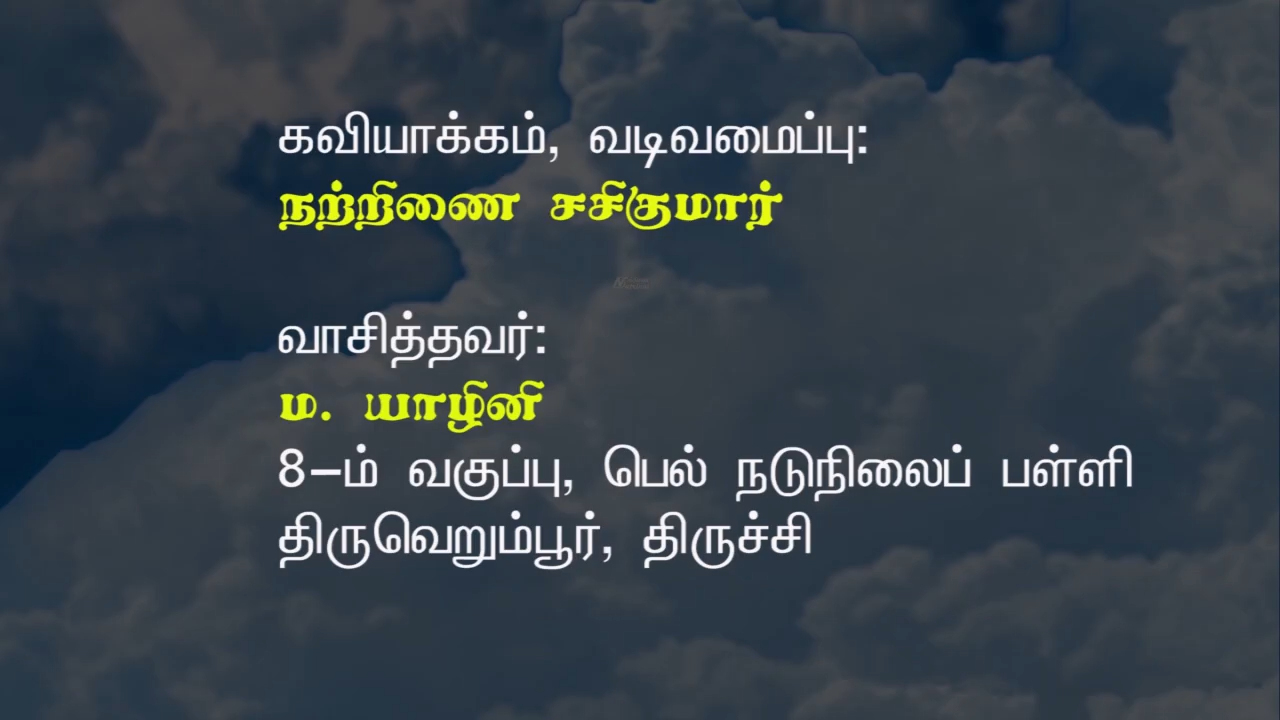 கவியாக்கம், வடிவமைப்பு:
நற்றிணை சசிகுமார்
வாசித்தவர்:
ம. யாழினி
8–ம் வகுப்பு, பெல் நடுநிலைப் பள்ளி
திருவெறும்பூர், திருச்சி